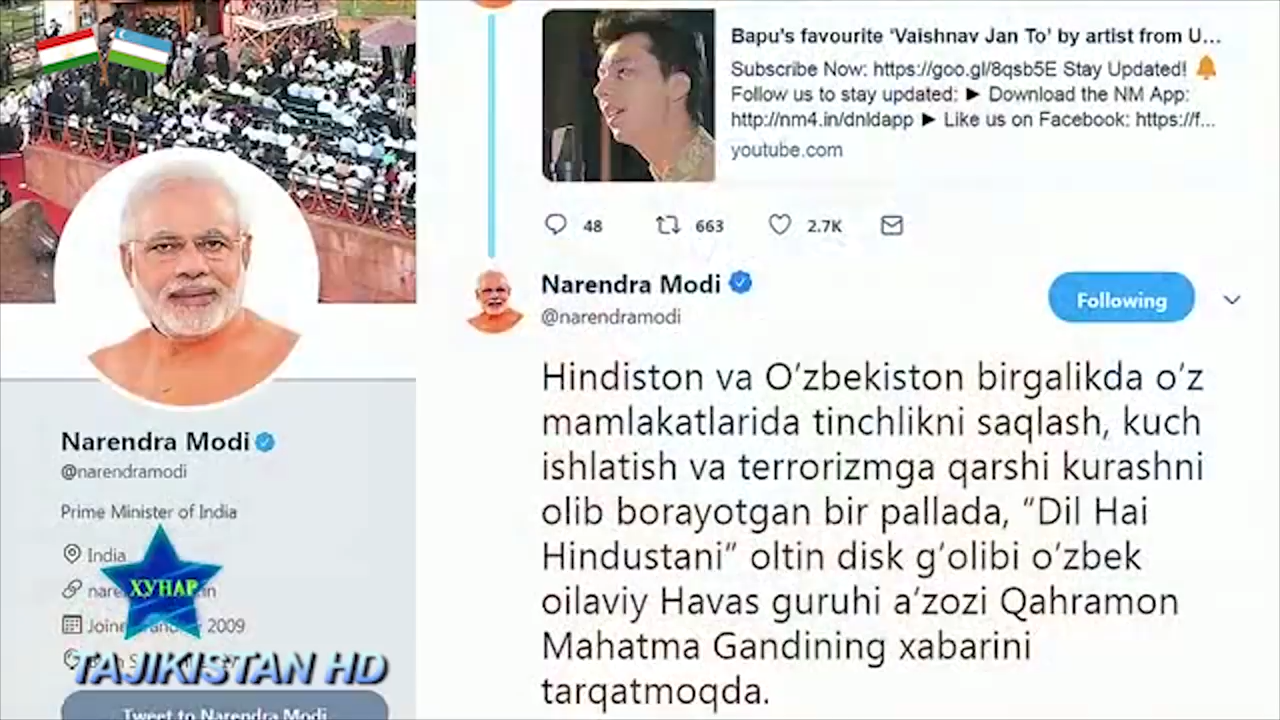 Bapu's favourite 'Vaishnav Jan To' by artist from U...
Subscribe Now: https://goo.gl/8qsb5E Stay Updated!
Follow us to stay updated: ► Download the NM App:
http://nm4.in/dnldapp ► Like us on Facebook: https://f...
youtube.com
48 663 2.7K
Narendra Modi
@narendramodi
Following
Hindiston va O‘zbekiston birgalikda o‘z
mamlakatlarida tinchlikni saqlash, kuch
ishlatish va terrorizmga qarshi kurashni
olib borayotgan bir pallada, “Dil Hai
Hindustani” oltin disk g‘olibi o‘zbek
oilaviy Havas guruhi a‘zozi Qahramon
Mahatma Gandining xabarini
tarqatmoqda.
Narendra Modi
@narendramodi
Prime Minister of India
India
ХУНАР
2009
TAJIKISTAN HD
Tweet to Narendra Modi